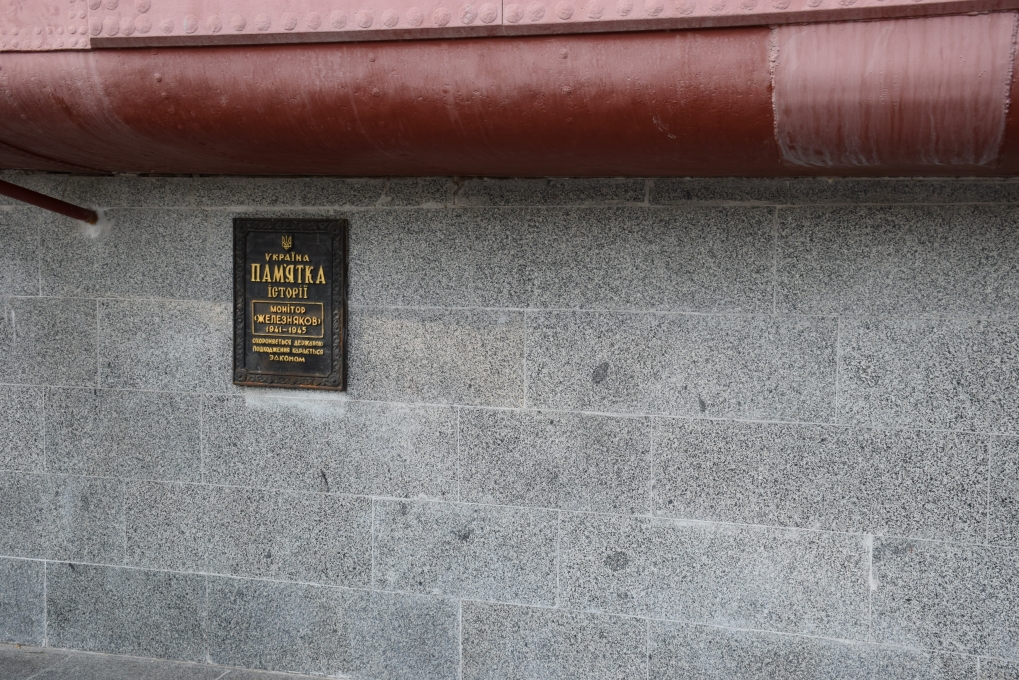 УКРАЇНА
ПАМ'ЯТКА
ІСТОРІЇ
МОНІТОР
«ЖЕЛЕЗНЯКОВ»
1941-1945
ОХОРОНЯЄТЬСЯ ДЕРЖАВОЮ
ПОШКОДЖЕННЯ КАРАЄТЬСЯ
ЗАКОНОМ